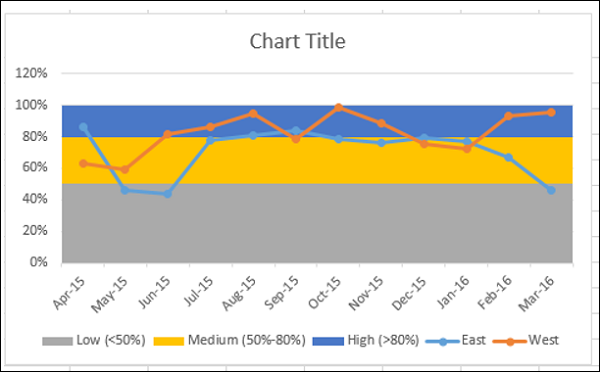 Chart Title
120%
100%
80%
60%
40%
20%
0%
Apr-15 May-15 Jun-15 Jul-15 Aug-15 Sep-15 Oct-15 Nov-15 Dec-15 Jan-16 Feb-16 Mar-16
Low (<50%) Medium (50%-80%) High (>80%) East West